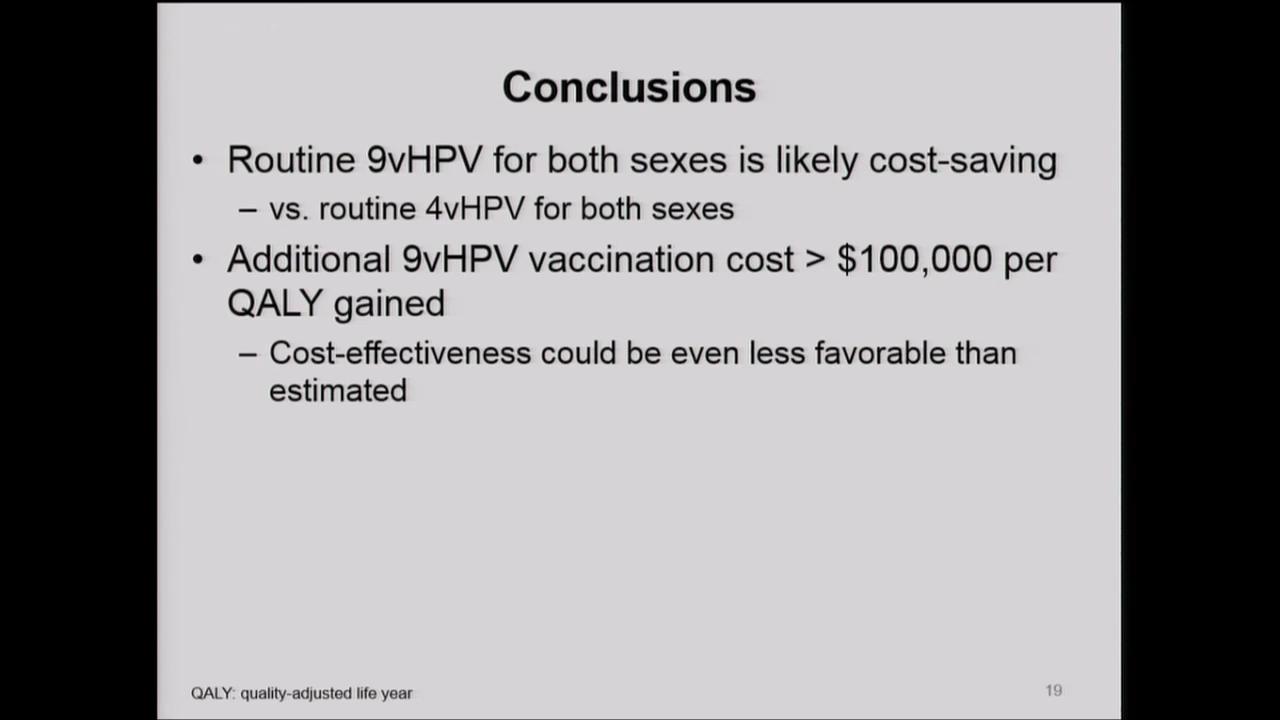 Conclusions
• Routine 9vHPV for both sexes is likely cost-saving
– vs. routine 4vHPV for both sexes
• Additional 9vHPV vaccination cost > $100,000 per
QALY gained
– Cost-effectiveness could be even less favorable than
estimated
QALY: quality-adjusted life year
19